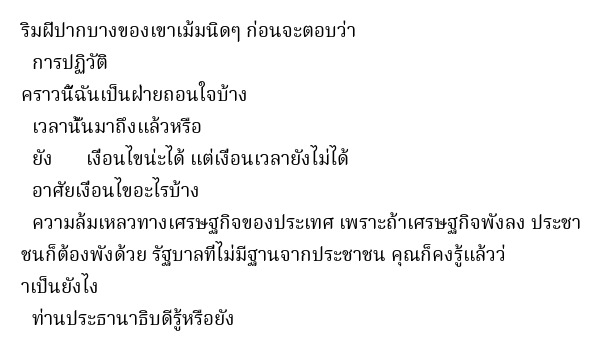 ริมฝีปากบางของเขาเม้มนิดๆ ก่อนจะตอบว่า
การปฏิวัติ
คราวนี้ฉันเป็นฝ่ายถอนใจบ้าง
เวลานั้นมาถึงแล้วหรือ
ยัง เงื่อนไขน่ะได้ แต่เงื่อนเวลายังไม่ได้
อาศัยเงื่อนไขอะไรบ้าง
ความล้มเหลวทางเศรษฐกิจของประเทศ เพราะถ้าเศรษฐกิจพังลง ประชา
ชนก็ต้องพังด้วย รัฐบาลที่ไม่มีฐานจากประชาชน คุณก็คงรู้แล้วว่
าเป็นยังไง
ท่านประธานาธิบดีรู้หรือยัง